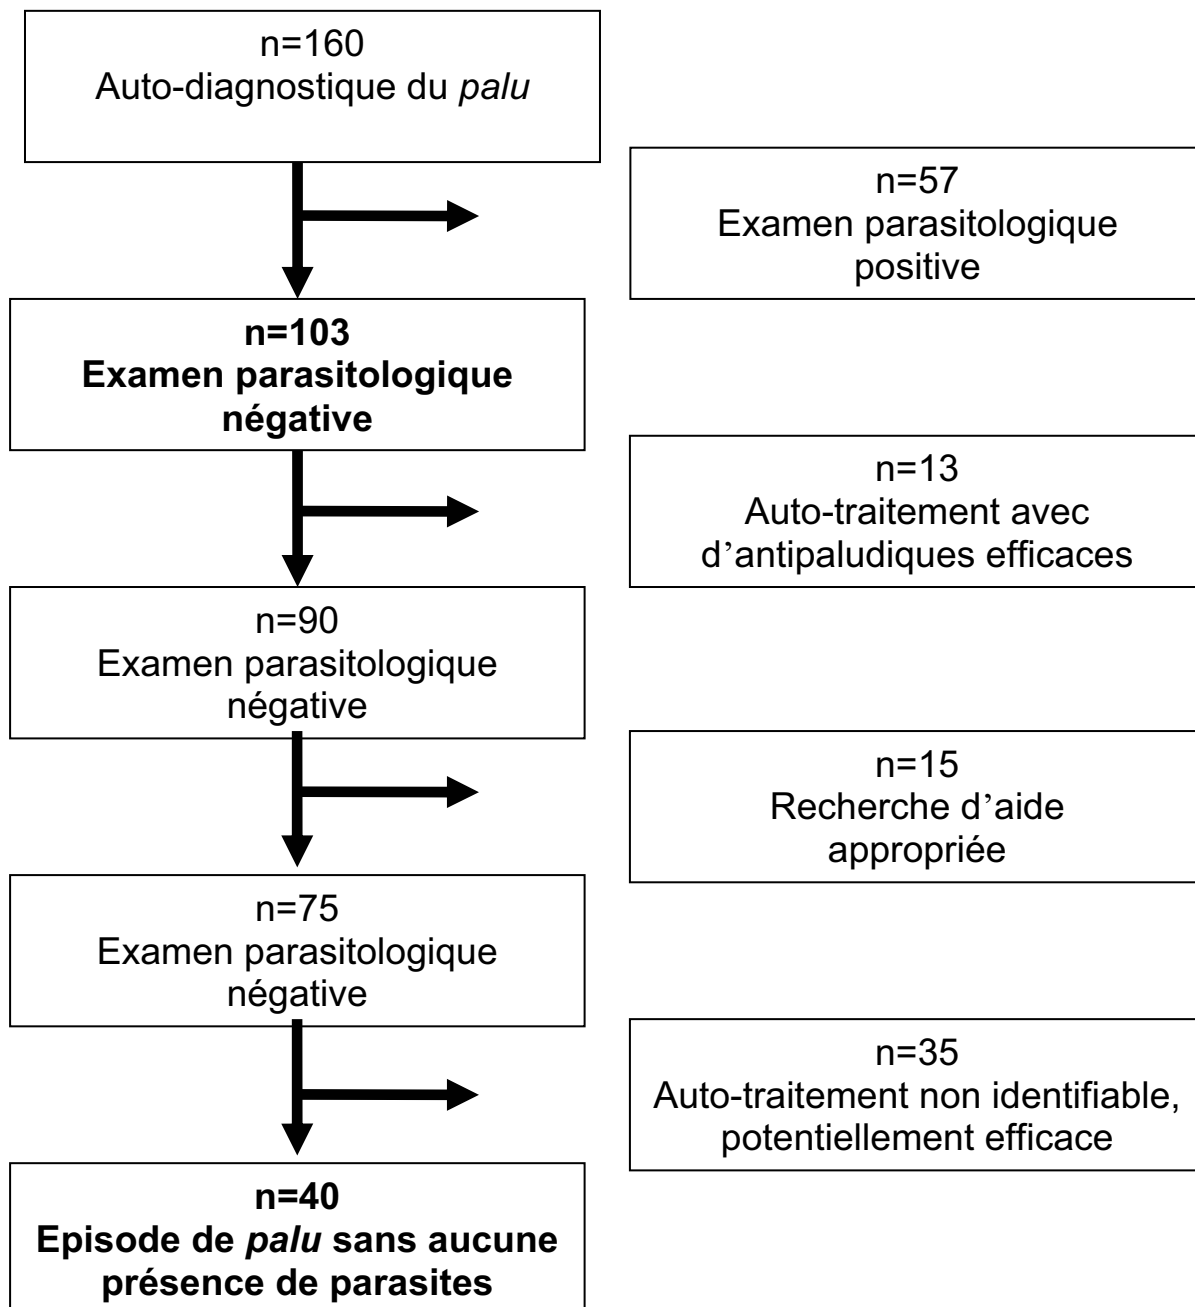 n=160
Auto-diagnostique du palu
n=57
Examen parasitologique
positive
n=103
Examen parasitologique
négative
n=13
Auto-traitement avec
d’antipaludiques efficaces
n=90
Examen parasitologique
négative
n=15
Recherche d’aide
appropriée
n=75
Examen parasitologique
négative
n=35
Auto-traitement non identifiable,
potentiellement efficace
n=40
Episode de palu sans aucune
présence de parasites